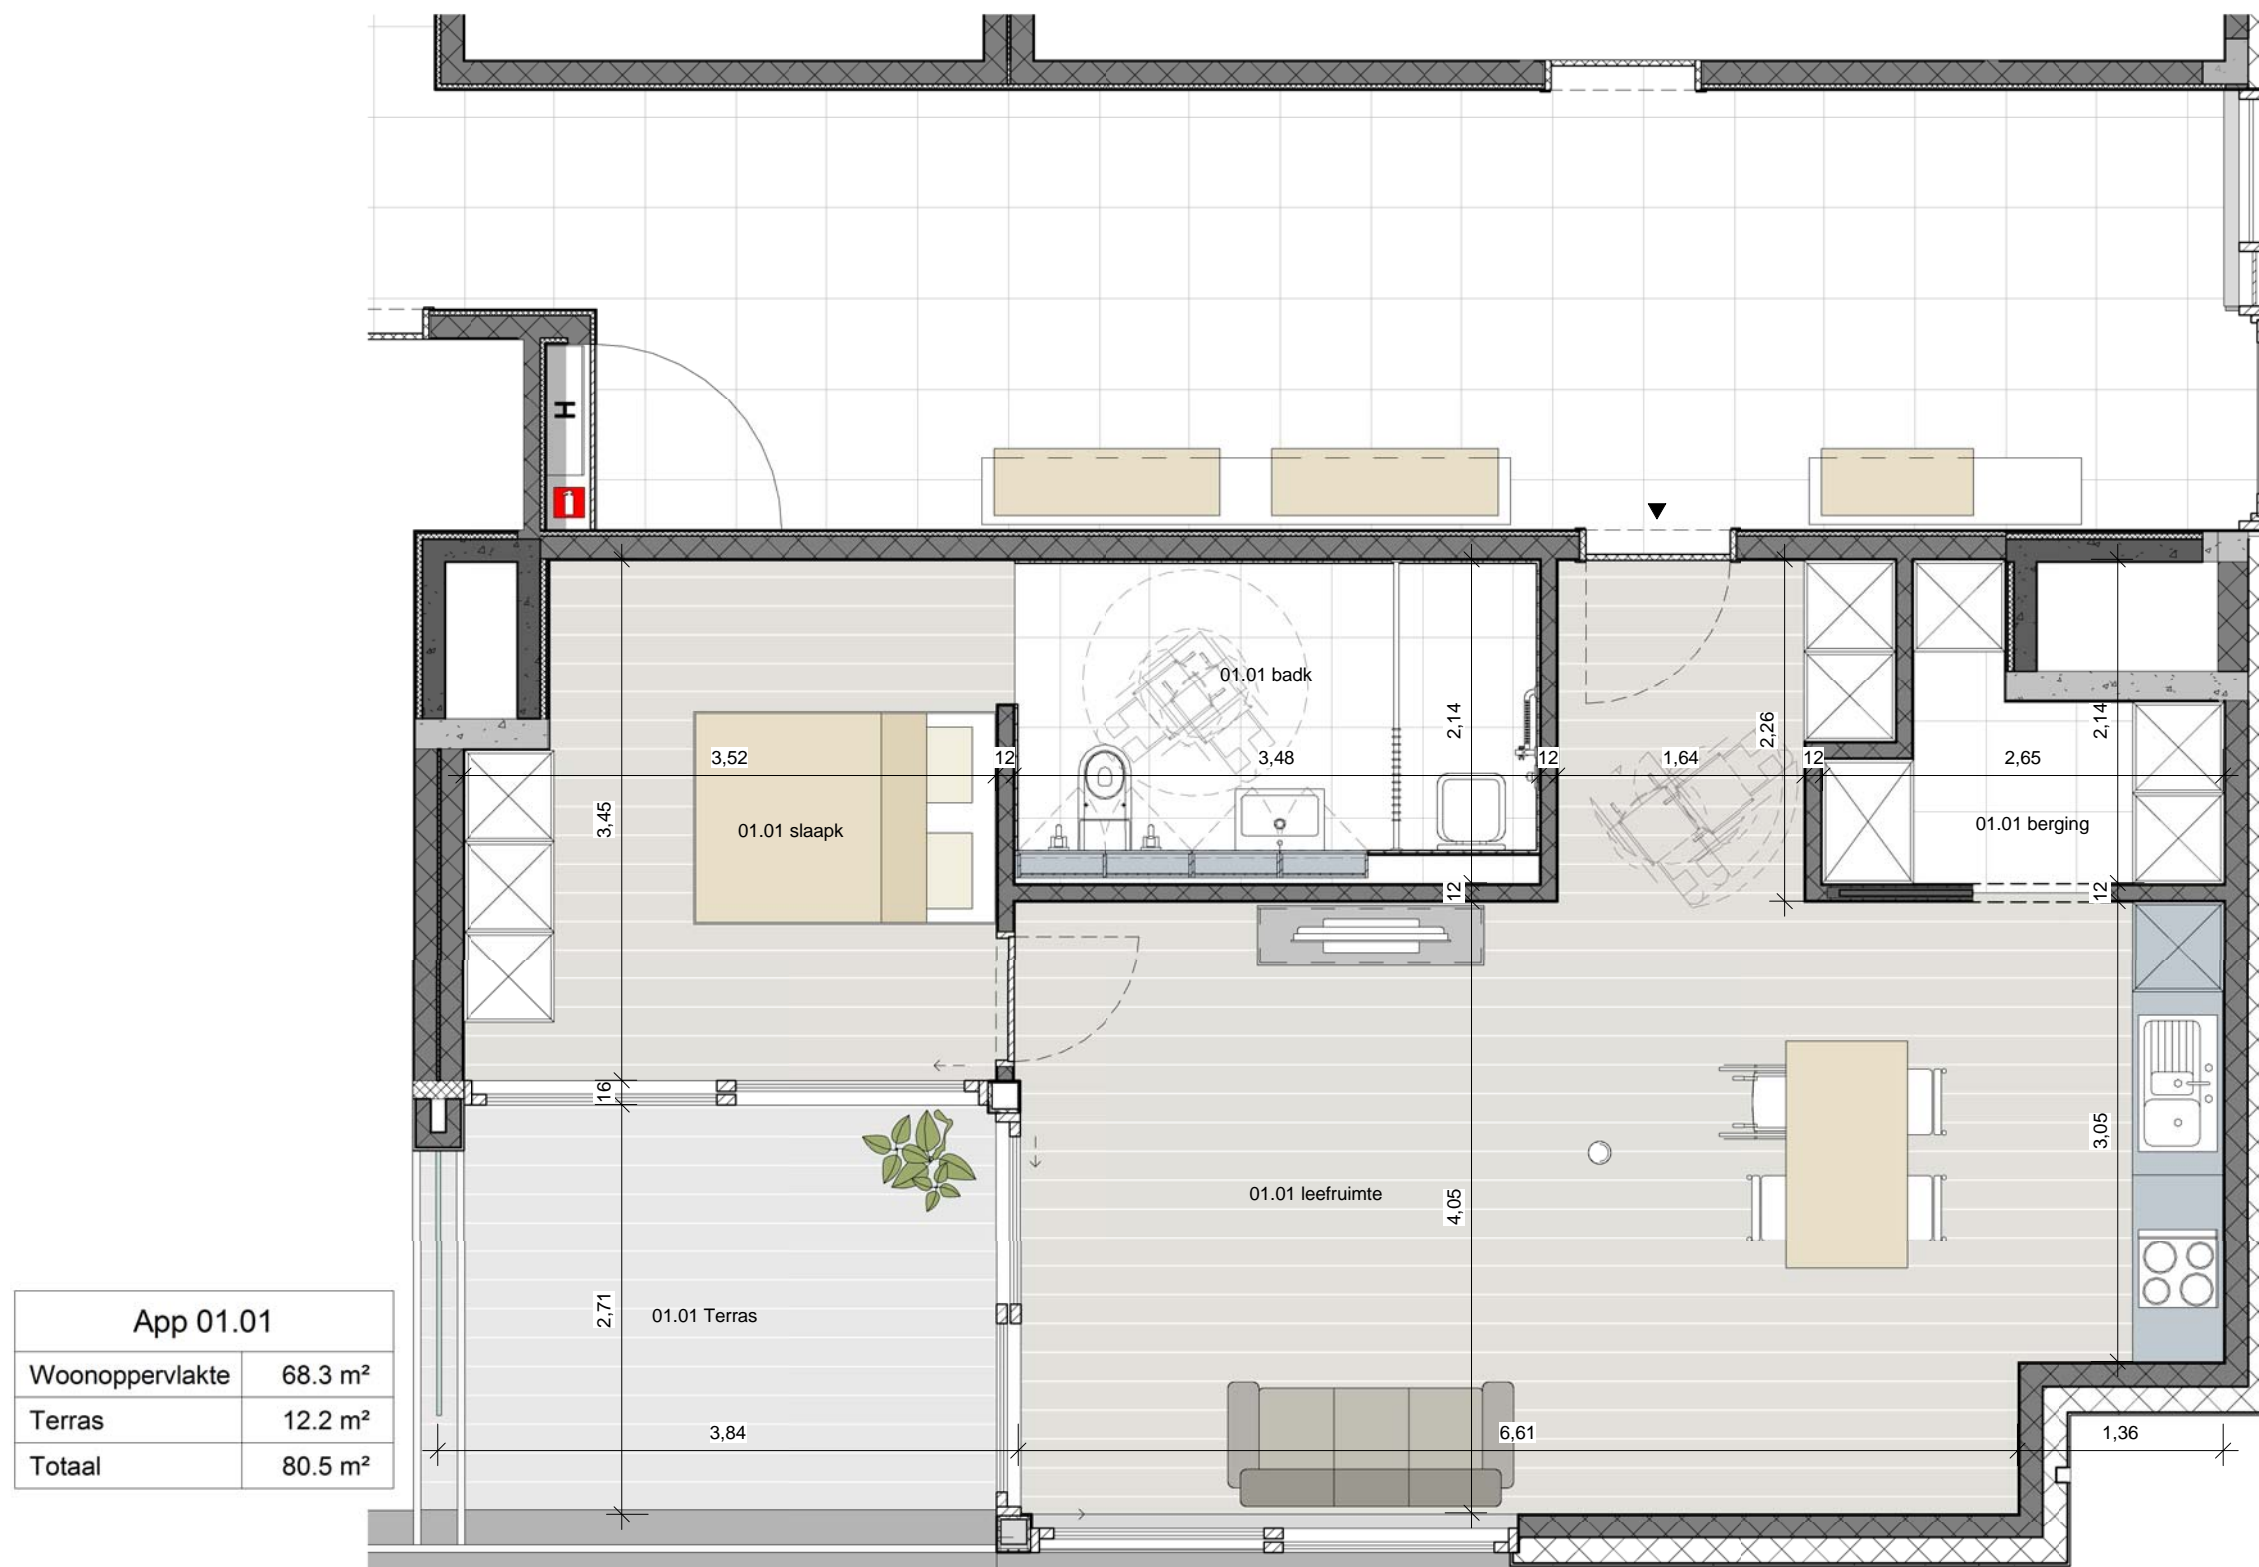 H
01.01 badk
2,14
2,26
2,14
3,52
12
3,48
12
1,64
12
2,65
3,45
01.01 slaapk
01.01 berging
12
12
16
3,05
01.01 leefruimte
4,05
2,71
01.01 Terras
3,84
6,61
1,36
App 01.01
Woonoppervlakte 68.3 m²
Terras 12.2 m²
Totaal 80.5 m²